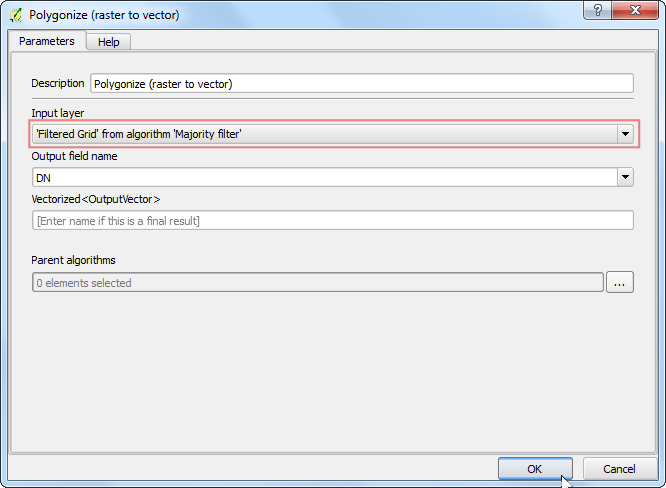 Polygonize (raster to vector)
Parameters
Help
Description Polygonize (raster to vector)
Input layer
'Filtered Grid' from algorithm 'Majority filter'
Output field name
DN
Vectorized<OutputVector>
[Enter name if this is a final result]
Parent algorithms
0 elements selected ...
OK Cancel